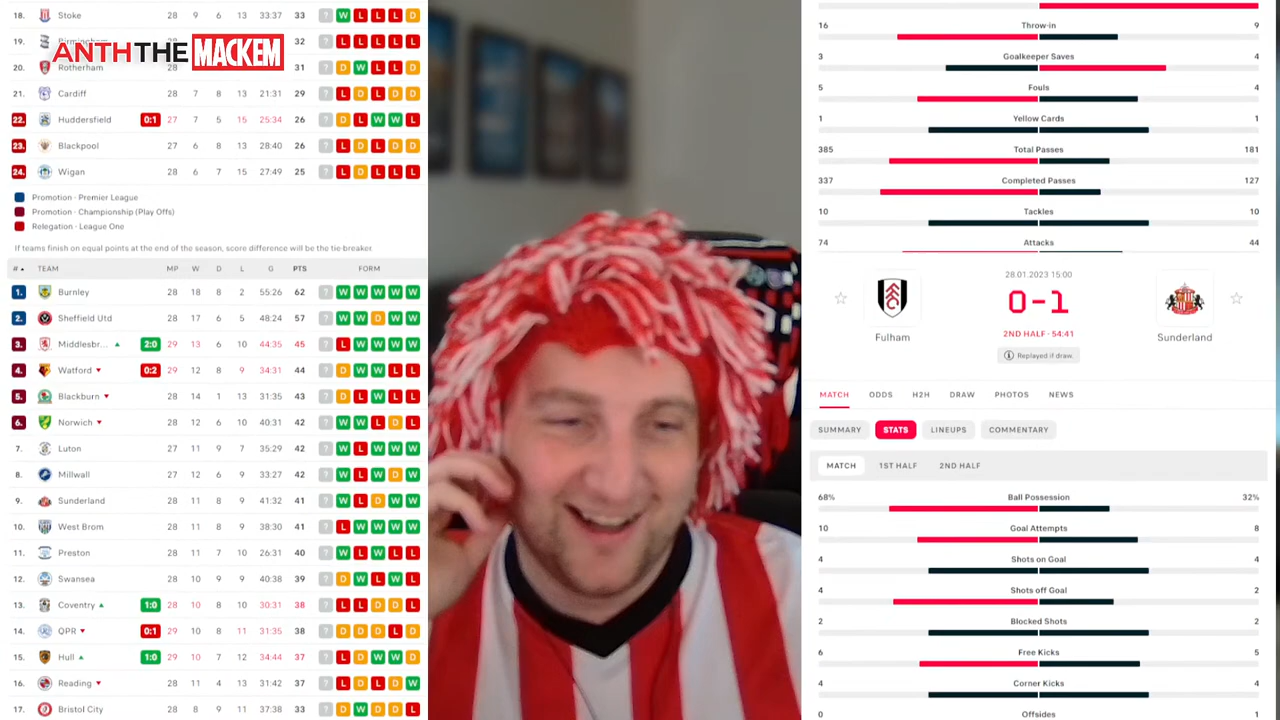 18. Stoke 28 9 6 13 33:37 33 ? W L L L D
19. 32 ? L L L L L
ANTHTHE MACKEM
20. Rotherham 28 31 ? D W L L D
21. Cardiff 28 7 8 13 21:31 29 ? L D L D D
22. Huddersfield 0:1 27 7 5 15 25:34 26 ? D L W W L
23. Blackpool 27 6 8 13 28:40 26 ? L D L D D
24. Wigan 28 6 7 15 27:49 25 ? L D L L L
Promotion - Premier League
Promotion - Championship (Play Offs)
Relegation - League One
If teams finish on equal points at the end of the season, score difference will be the tie-breaker.
# TEAM MP W D L G PTS FORM
1. Burnley 28 18 8 2 55:26 62 ? W W W W W
2. Sheffield Utd 28 17 6 5 48:24 57 ? W W D W W
3. Middlesbr... 2:0 29 13 6 10 44:35 45 ? L W W W W
4. Watford 0:2 29 12 8 9 34:31 44 ? D W W L L
5. Blackburn 28 14 1 13 31:35 43 ? D L W L L
6. Norwich 28 12 6 10 40:31 42 ? W W L D L
7. Luton 28 11 9 8 35:29 42 ? W L W W W
8. Millwall 27 12 6 9 33:27 42 ? W L W D W
9. Sunderland 28 11 8 9 41:32 41 ? W L D W W
10. West Brom 28 11 8 9 38:30 41 ? L W W W W
11. Preston 28 11 7 10 26:31 40 ? W L W L L
12. Swansea 28 10 9 9 40:38 39 ? D W L W L
13. Coventry 1:0 28 10 8 10 30:31 38 ? L L D D L
14. QPR 0:1 29 10 8 11 31:35 38 ? D D D L D
15. Hull 1:0 29 10 7 12 34:44 37 ? L D W W D
16. Reading 28 11 4 13 31:42 37 ? L D L D W
17. Bristol City 28 8 9 11 37:38 33 ? D W D D W
16 Throw-in 9
3 Goalkeeper Saves 4
5 Fouls 4
1 Yellow Cards 1
385 Total Passes 181
337 Completed Passes 127
10 Tackles 10
74 Attacks 44
28.01.2023 15:00
0-1
2ND HALF - 54:41
Fulham Sunderland
Replayed if draw.
MATCH ODDS H2H DRAW PHOTOS NEWS
SUMMARY STATS LINEUPS COMMENTARY
MATCH 1ST HALF 2ND HALF
68% Ball Possession 32%
10 Goal Attempts 8
4 Shots on Goal 4
4 Shots off Goal 2
2 Blocked Shots 2
6 Free Kicks 5
4 Corner Kicks 4
0 Offsides 1